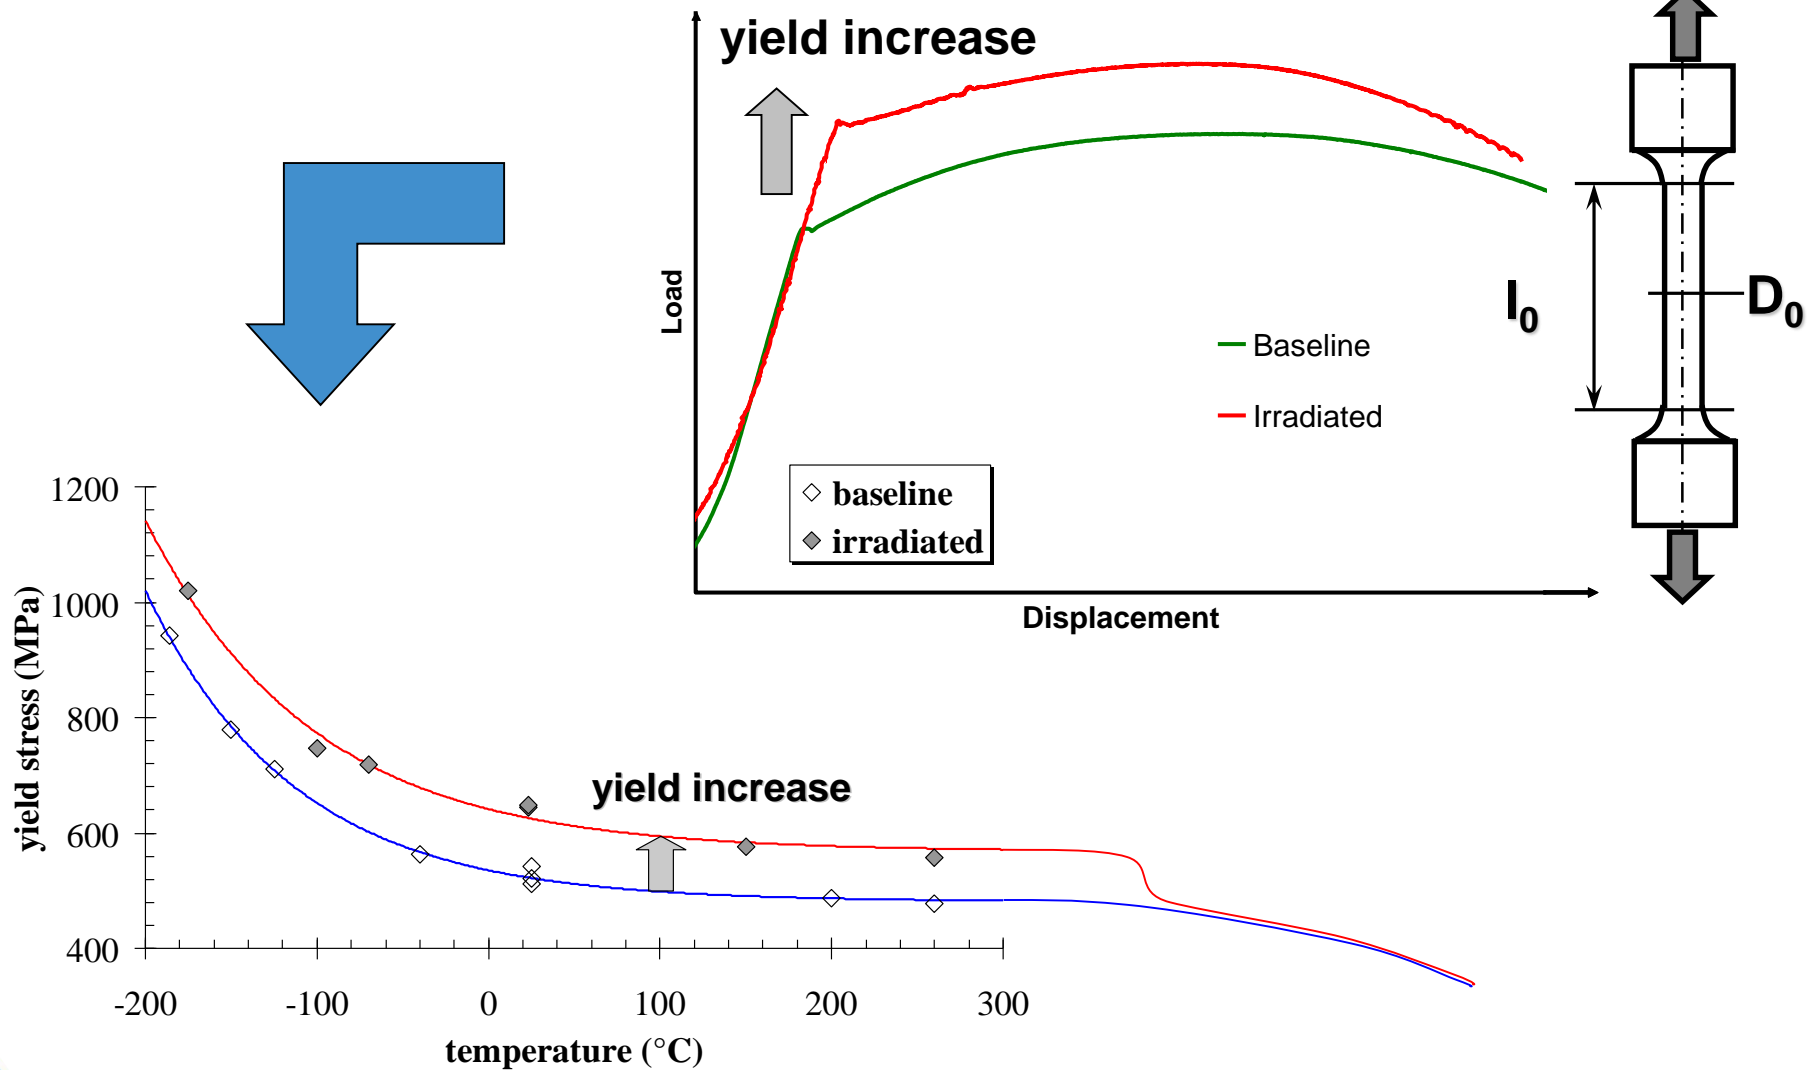 yield increase
Load
Baseline
Irradiated
Displacement
l0
D0
baseline
irradiated
1200
1000
800
600
400
yield stress (MPa)
yield increase
-200
-100
0
100
200
300
temperature (°C)